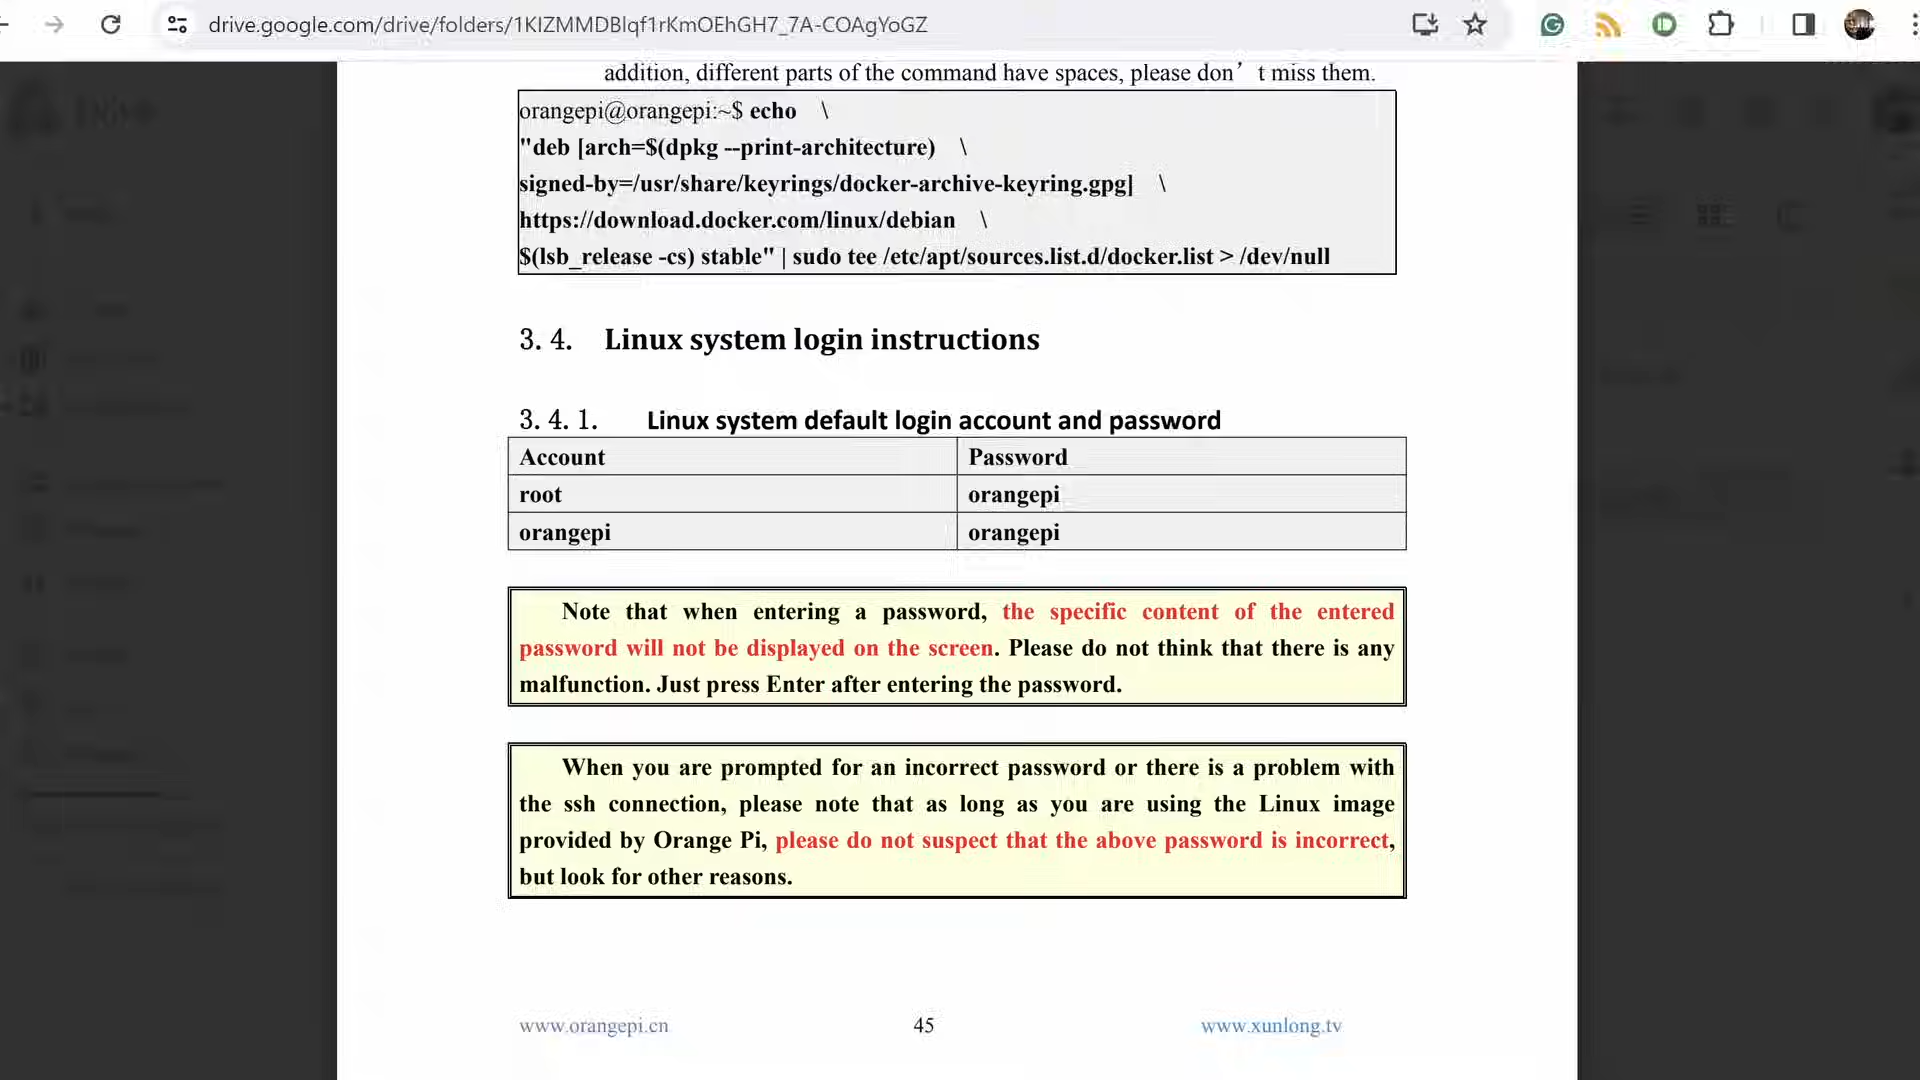 drive.google.com/drive/folders/1KIZMMDBlqf1rKmOEhGH7_7A-COAgYoGZ
addition, different parts of the command have spaces, please don’t miss them.
orangepi@orangepi:~$ echo \
"deb [arch=$(dpkg --print-architecture) \
signed-by=/usr/share/keyrings/docker-archive-keyring.gpg] \
https://download.docker.com/linux/debian \
$(lsb_release -cs) stable" | sudo tee /etc/apt/sources.list.d/docker.list > /dev/null
3. 4. Linux system login instructions
3. 4. 1. Linux system default login account and password
Account Password
root orangepi
orangepi orangepi
Note that when entering a password, the specific content of the entered
password will not be displayed on the screen. Please do not think that there is any
malfunction. Just press Enter after entering the password.
When you are prompted for an incorrect password or there is a problem with
the ssh connection, please note that as long as you are using the Linux image
provided by Orange Pi, please do not suspect that the above password is incorrect,
but look for other reasons.
www.orangepi.cn 45 www.xunlong.tv